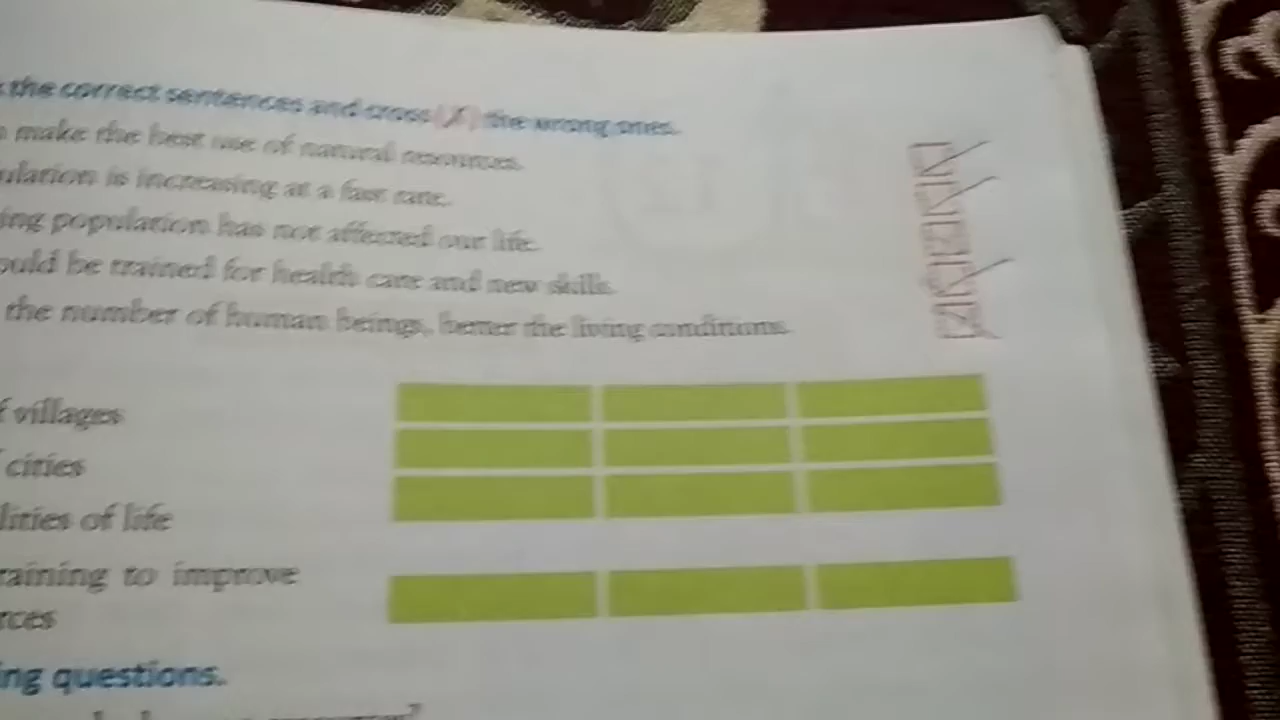 the correct sentences and cross (✗) the wrong ones.
make the best use of natural resources.
ulation is increasing at a fast rate.
ing population has not affected our life.
ould be trained for health care and new skills.
the number of human beings, better the living conditions.
f villages
cities
lities of life
raining to improve
rces
ing questions.